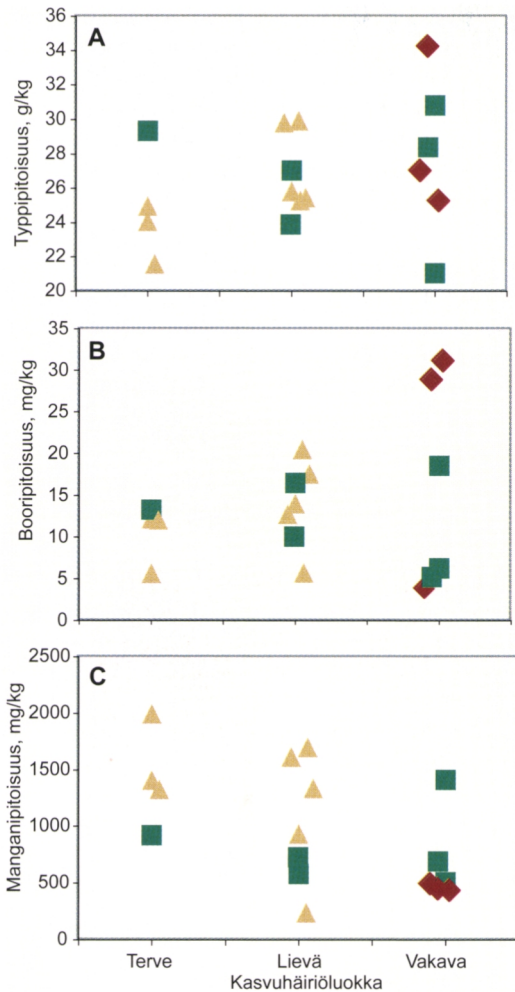 A
Typpipitoisuus, g/kg
36
34
32
30
28
26
24
22
20
B
Booripitoisuus, mg/kg
35
30
25
20
15
10
5
0
C
Manganipitoisuus, mg/kg
2500
2000
1500
1000
500
0
Terve Lievä Vakava
Kasvuhäiriöluokka